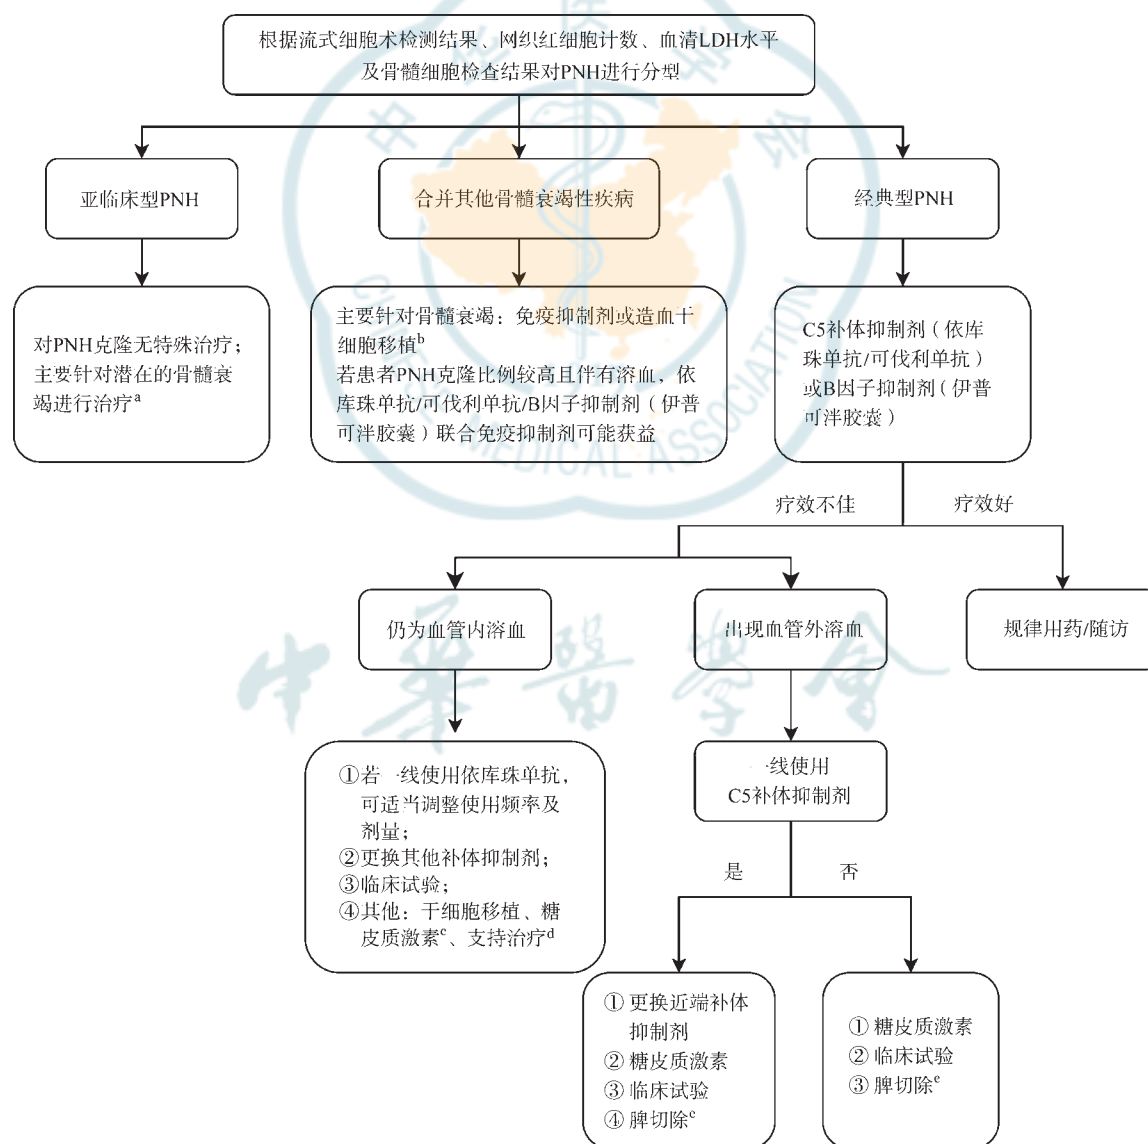 根据流式细胞术检测结果、网织红细胞计数、血清LDH水平
及骨髓细胞检查结果对PNH进行分型
亚临床型PNH
合并其他骨髓衰竭性疾病
经典型PNH
对PNH克隆无特殊治疗；
主要针对潜在的骨髓衰
竭进行治疗a
主要针对骨髓衰竭：免疫抑制剂或造血干
细胞移植b
若患者PNH克隆比例较高且伴有溶血，依
库珠单抗/可伐利单抗/B因子抑制剂（伊普
可泮胶囊）联合免疫抑制剂可能获益
C5补体抑制剂（依库
珠单抗/可伐利单抗）
或B因子抑制剂（伊普
可泮胶囊）
疗效不佳
疗效好
仍为血管内溶血
出现血管外溶血
规律用药/随访
①若一线使用依库珠单抗，
可适当调整使用频率及
剂量；
②更换其他补体抑制剂；
③临床试验；
④其他：干细胞移植、糖
皮质激素c、支持治疗d
一线使用
C5补体抑制剂
是
否
① 更换近端补体
抑制剂
② 糖皮质激素
③ 临床试验
④ 脾切除e
① 糖皮质激素
② 临床试验
③ 脾切除e
中华医学会
CHINESE MEDICAL ASSOCIATION
中華醫學會